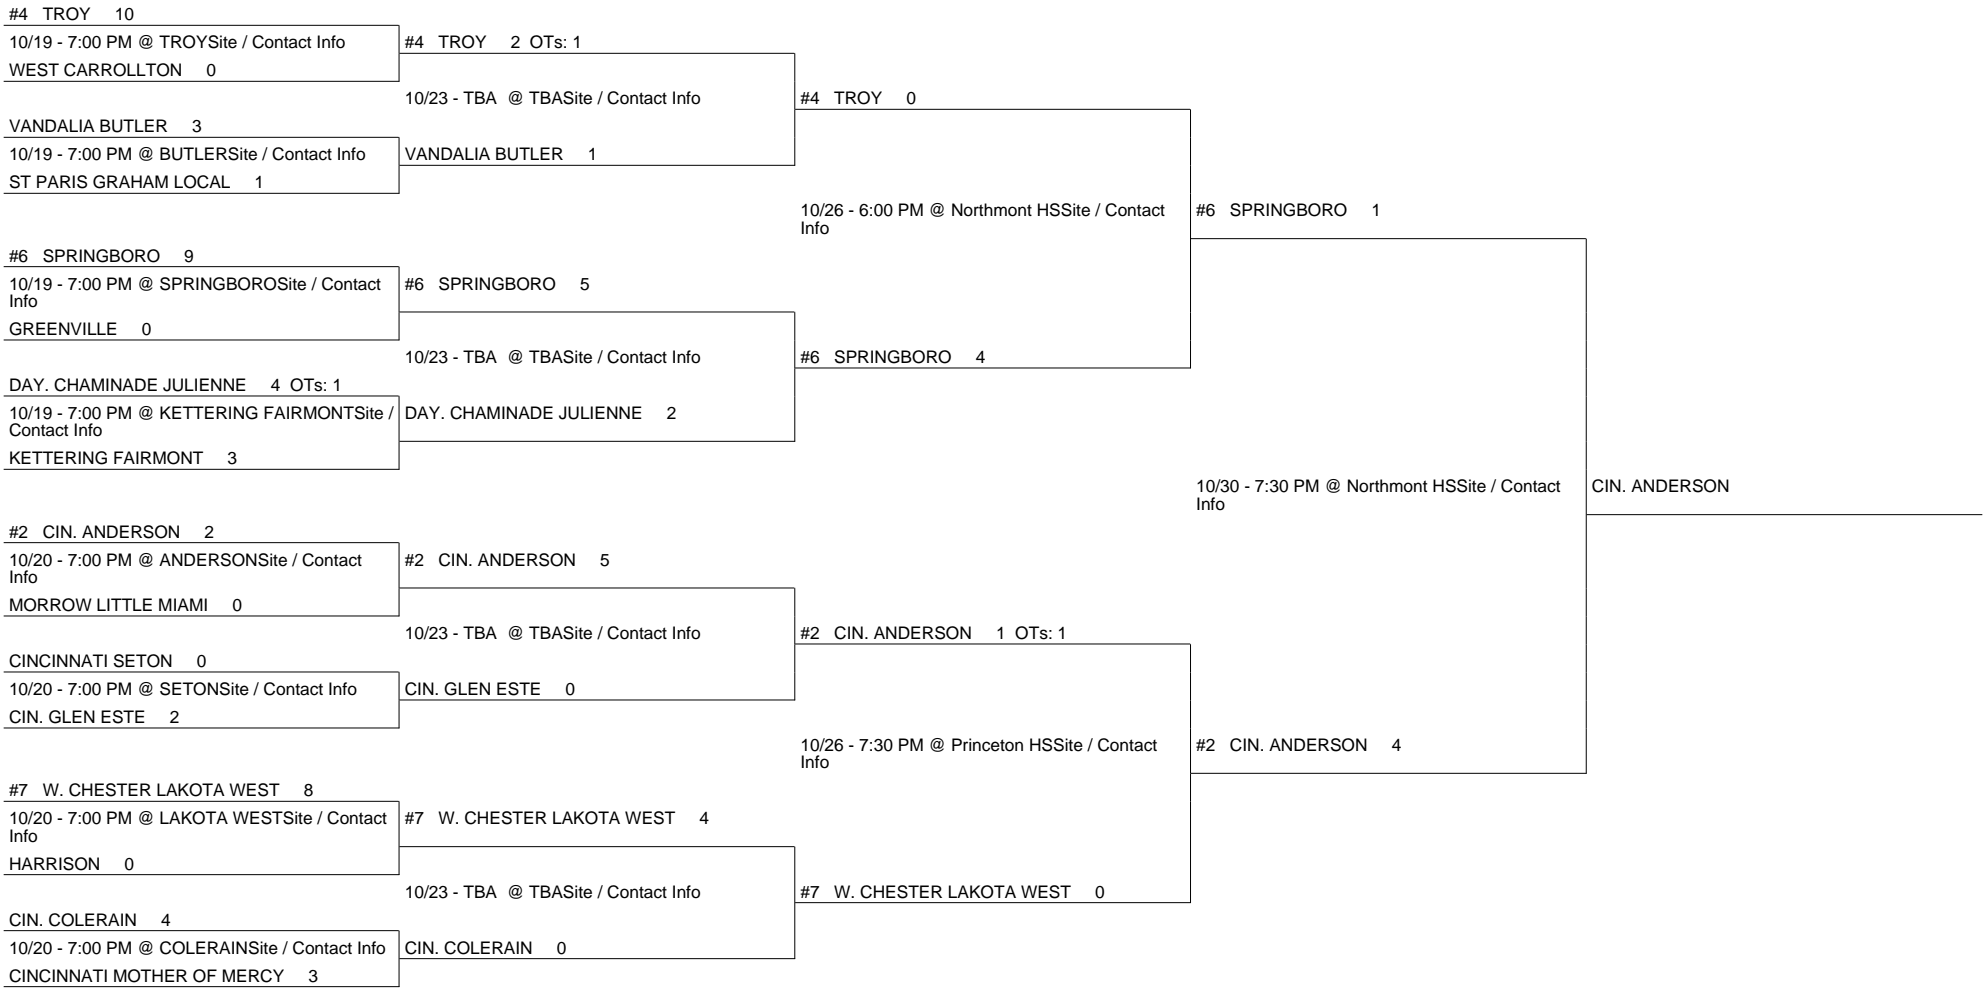 #4 TROY 10
10/19 - 7:00 PM @ TROYSite / Contact Info
WEST CARROLLTON 0
VANDALIA BUTLER 3
10/19 - 7:00 PM @ BUTLERSite / Contact Info
ST PARIS GRAHAM LOCAL 1
#6 SPRINGBORO 9
10/19 - 7:00 PM @ SPRINGBOROSite / Contact
Info
GREENVILLE 0
DAY. CHAMINADE JULIENNE 4 OTs: 1
10/19 - 7:00 PM @ KETTERING FAIRMONTSite /
Contact Info
KETTERING FAIRMONT 3
#2 CIN. ANDERSON 2
10/20 - 7:00 PM @ ANDERSONSite / Contact
Info
MORROW LITTLE MIAMI 0
CINCINNATI SETON 0
10/20 - 7:00 PM @ SETONSite / Contact Info
CIN. GLEN ESTE 2
#7 W. CHESTER LAKOTA WEST 8
10/20 - 7:00 PM @ LAKOTA WESTSite / Contact
Info
HARRISON 0
CIN. COLERAIN 4
10/20 - 7:00 PM @ COLERAINSite / Contact Info
CINCINNATI MOTHER OF MERCY 3
#4 TROY 2 OTs: 1
10/23 - TBA @ TBASite / Contact Info
VANDALIA BUTLER 1
#6 SPRINGBORO 5
10/23 - TBA @ TBASite / Contact Info
DAY. CHAMINADE JULIENNE 2
#2 CIN. ANDERSON 5
10/23 - TBA @ TBASite / Contact Info
CIN. GLEN ESTE 0
#7 W. CHESTER LAKOTA WEST 4
10/23 - TBA @ TBASite / Contact Info
CIN. COLERAIN 0
#4 TROY 0
10/26 - 6:00 PM @ Northmont HSSite / Contact
Info
#6 SPRINGBORO 4
#2 CIN. ANDERSON 1 OTs: 1
10/26 - 7:30 PM @ Princeton HSSite / Contact
Info
#7 W. CHESTER LAKOTA WEST 0
#6 SPRINGBORO 1
10/30 - 7:30 PM @ Northmont HSSite / Contact
Info
#2 CIN. ANDERSON 4
CIN. ANDERSON